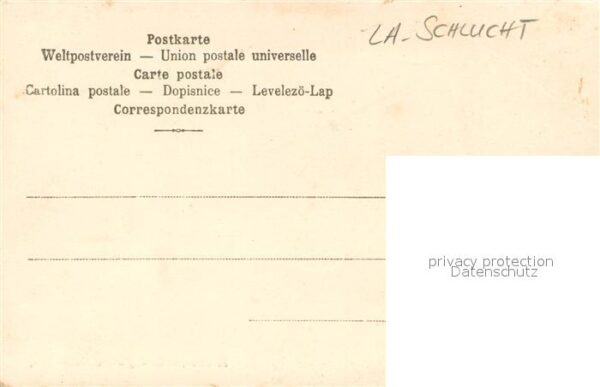 LA-SCHLUCHT
Postkarte
Weltpostverein — Union postale universelle
Carte postale
Cartolina postale — Dopisnice — Levelezö-Lap
Correspondenzkarte
privacy protection
Datenschutz